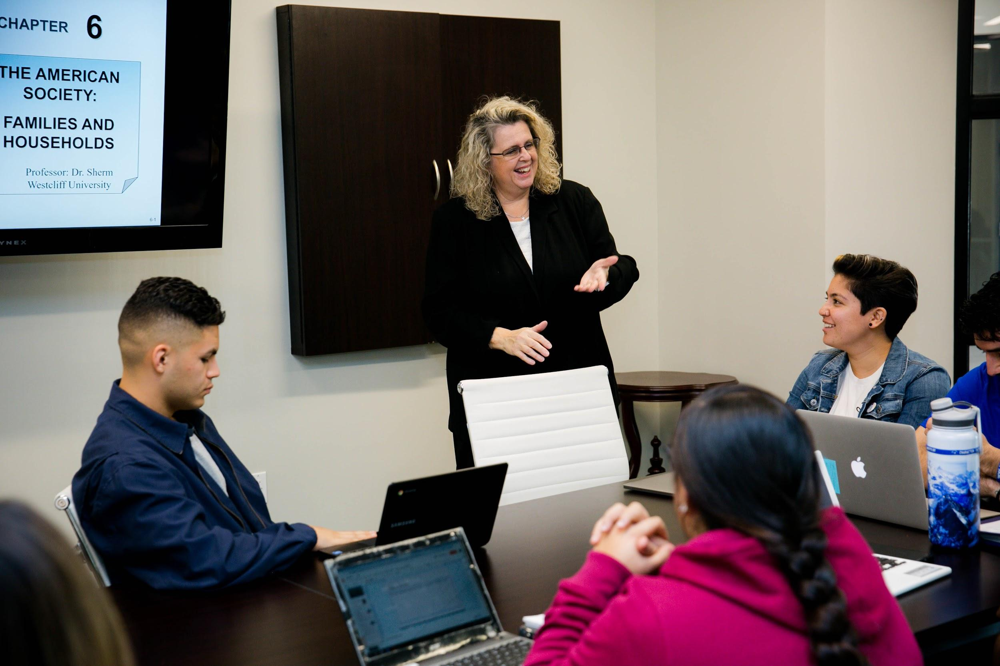 CHAPTER 6
THE AMERICAN
SOCIETY:
FAMILIES AND
HOUSEHOLDS
Professor: Dr. Sherm
Westcliff University
6-1
YNEX
SAMSUNG